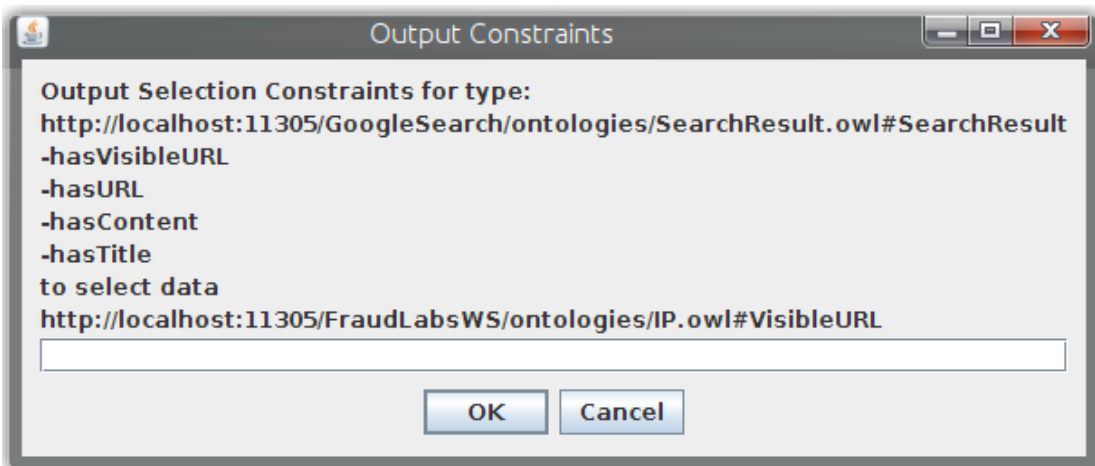 Output Constraints
Output Selection Constraints for type:
http://localhost:11305/GoogleSearch/ontologies/SearchResult.owl#SearchResult
-hasVisibleURL
-hasURL
-hasContent
-hasTitle
to select data
http://localhost:11305/FraudLabsWS/ontologies/IP.owl#VisibleURL
OK Cancel